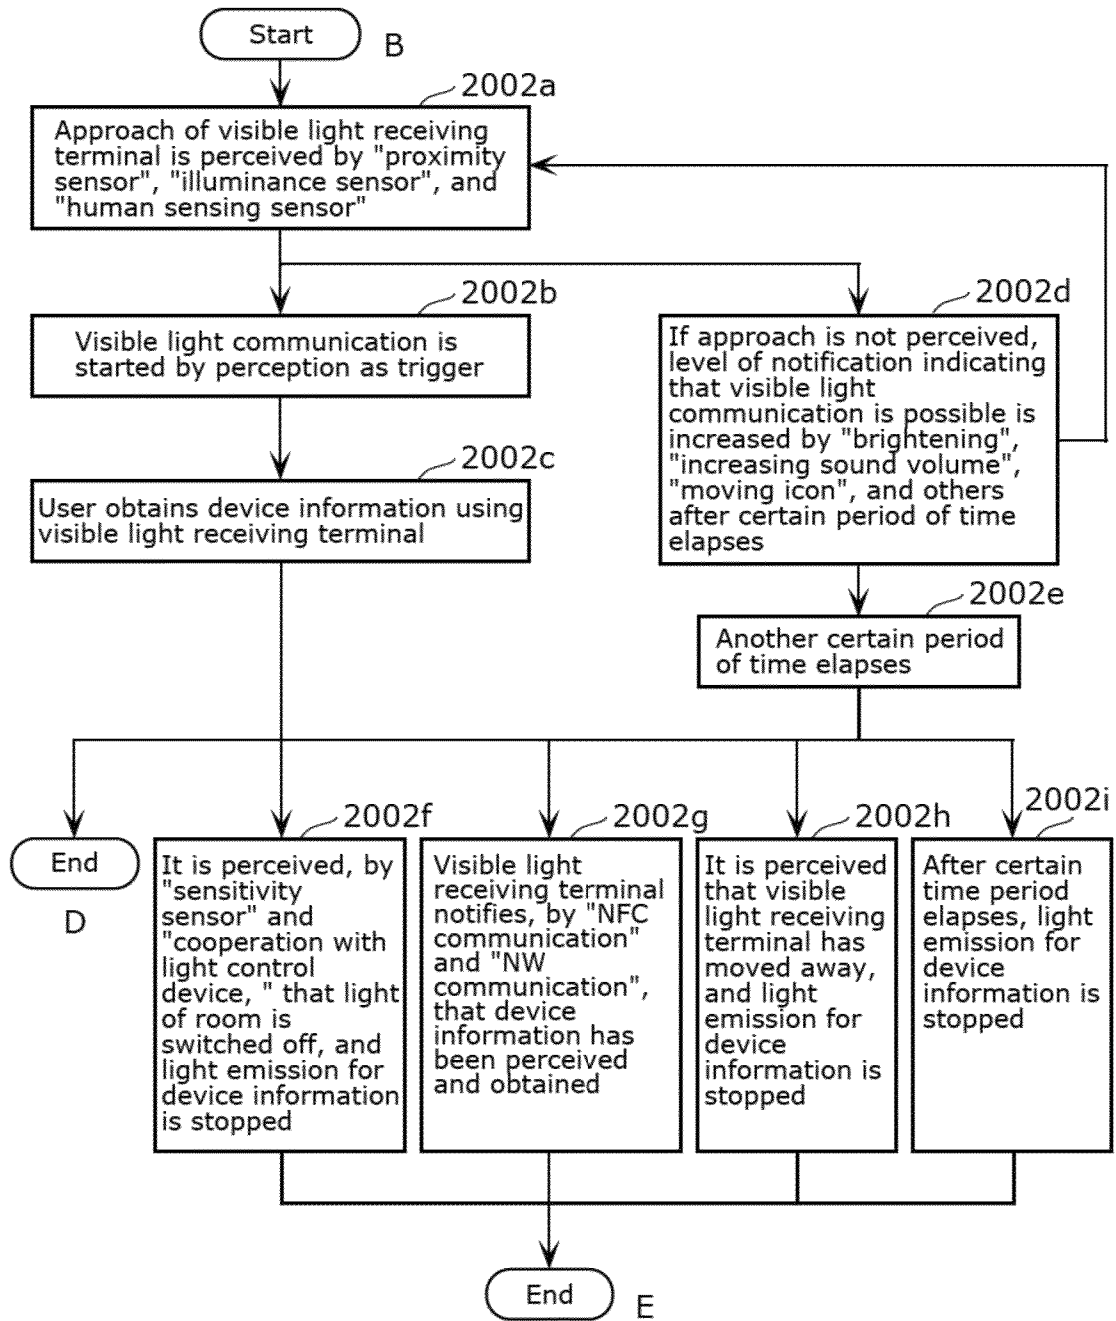 Start
B
2002a
Approach of visible light receiving
terminal is perceived by "proximity
sensor", "illuminance sensor", and
"human sensing sensor"
2002b
Visible light communication is
started by perception as trigger
2002d
If approach is not perceived,
level of notification indicating
that visible light
communication is possible is
increased by "brightening",
"increasing sound volume",
"moving icon", and others
after certain period of time
elapses
2002c
User obtains device information using
visible light receiving terminal
2002e
Another certain period
of time elapses
End
D
2002f
It is perceived, by
"sensitivity
sensor" and
"cooperation with
light control
device, " that light
of room is
switched off, and
light emission for
device information
is stopped
2002g
Visible light
receiving terminal
notifies, by "NFC
communication"
and "NW
communication",
that device
information has
been perceived
and obtained
2002h
It is perceived
that visible
light receiving
terminal has
moved away,
and light
emission for
device
information is
stopped
2002i
After certain
time period
elapses, light
emission for
device
information is
stopped
End
E